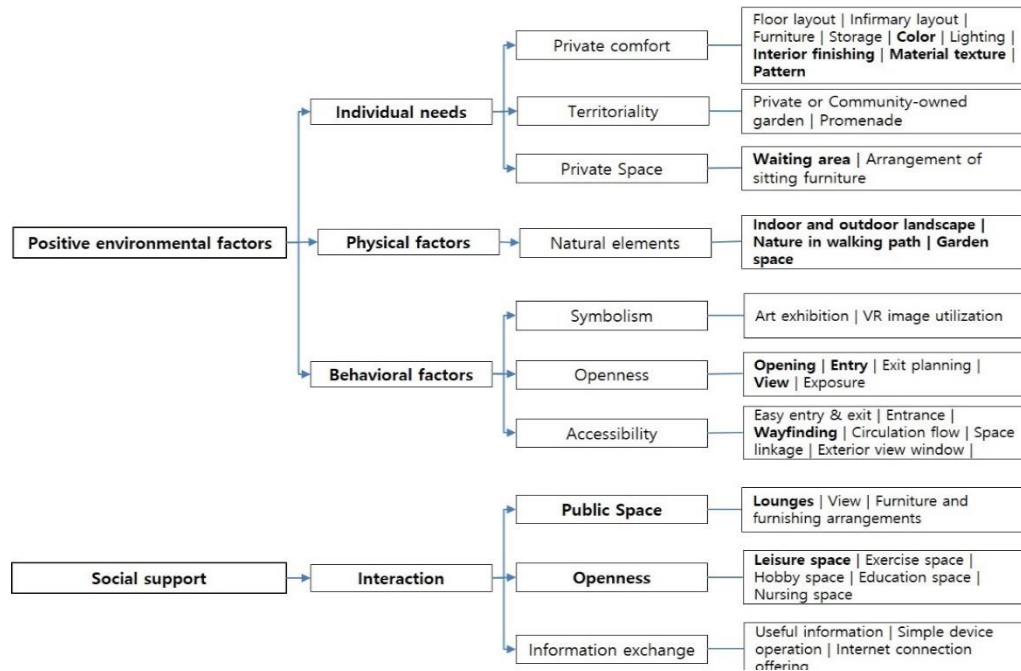 Private comfort
Floor layout | Infirmary layout |
Furniture | Storage | Color | Lighting |
Interior finishing | Material texture |
Pattern
Individual needs
Territoriality
Private or Community-owned
garden | Promenade
Private Space
Waiting area | Arrangement of
sitting furniture
Positive environmental factors
Physical factors
Natural elements
Indoor and outdoor landscape |
Nature in walking path | Garden
space
Symbolism
Art exhibition | VR image utilization
Behavioral factors
Openness
Opening | Entry | Exit planning |
View | Exposure
Accessibility
Easy entry & exit | Entrance |
Wayfinding | Circulation flow | Space
linkage | Exterior view window |
Public Space
Lounges | View | Furniture and
furnishing arrangements
Social support
Interaction
Openness
Leisure space | Exercise space |
Hobby space | Education space |
Nursing space
Information exchange
Useful information | Simple device
operation | Internet connection
offering